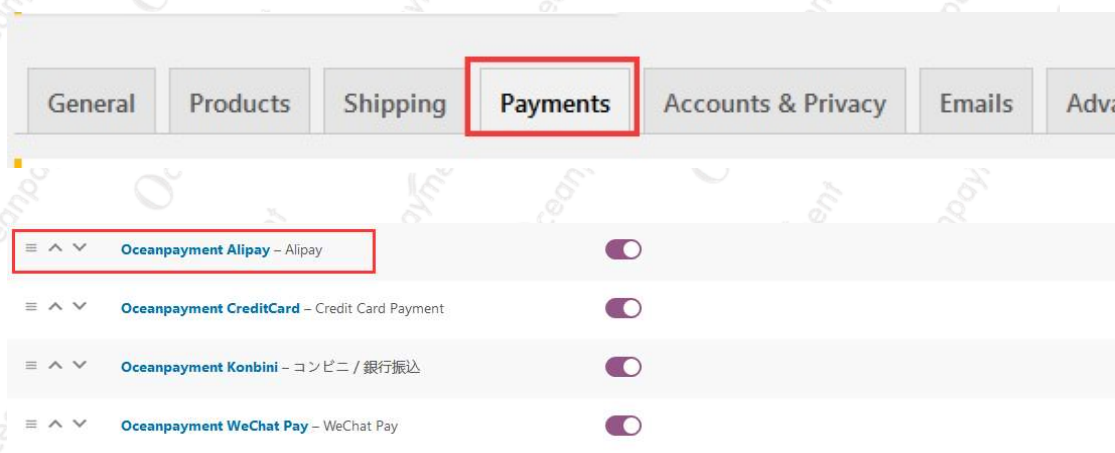 General Products Shipping Payments Accounts & Privacy Emails
Oceanpayment Alipay – Alipay
Oceanpayment CreditCard – Credit Card Payment
Oceanpayment Konbini – コンビニ / 銀行振込
Oceanpayment WeChat Pay – WeChat Pay